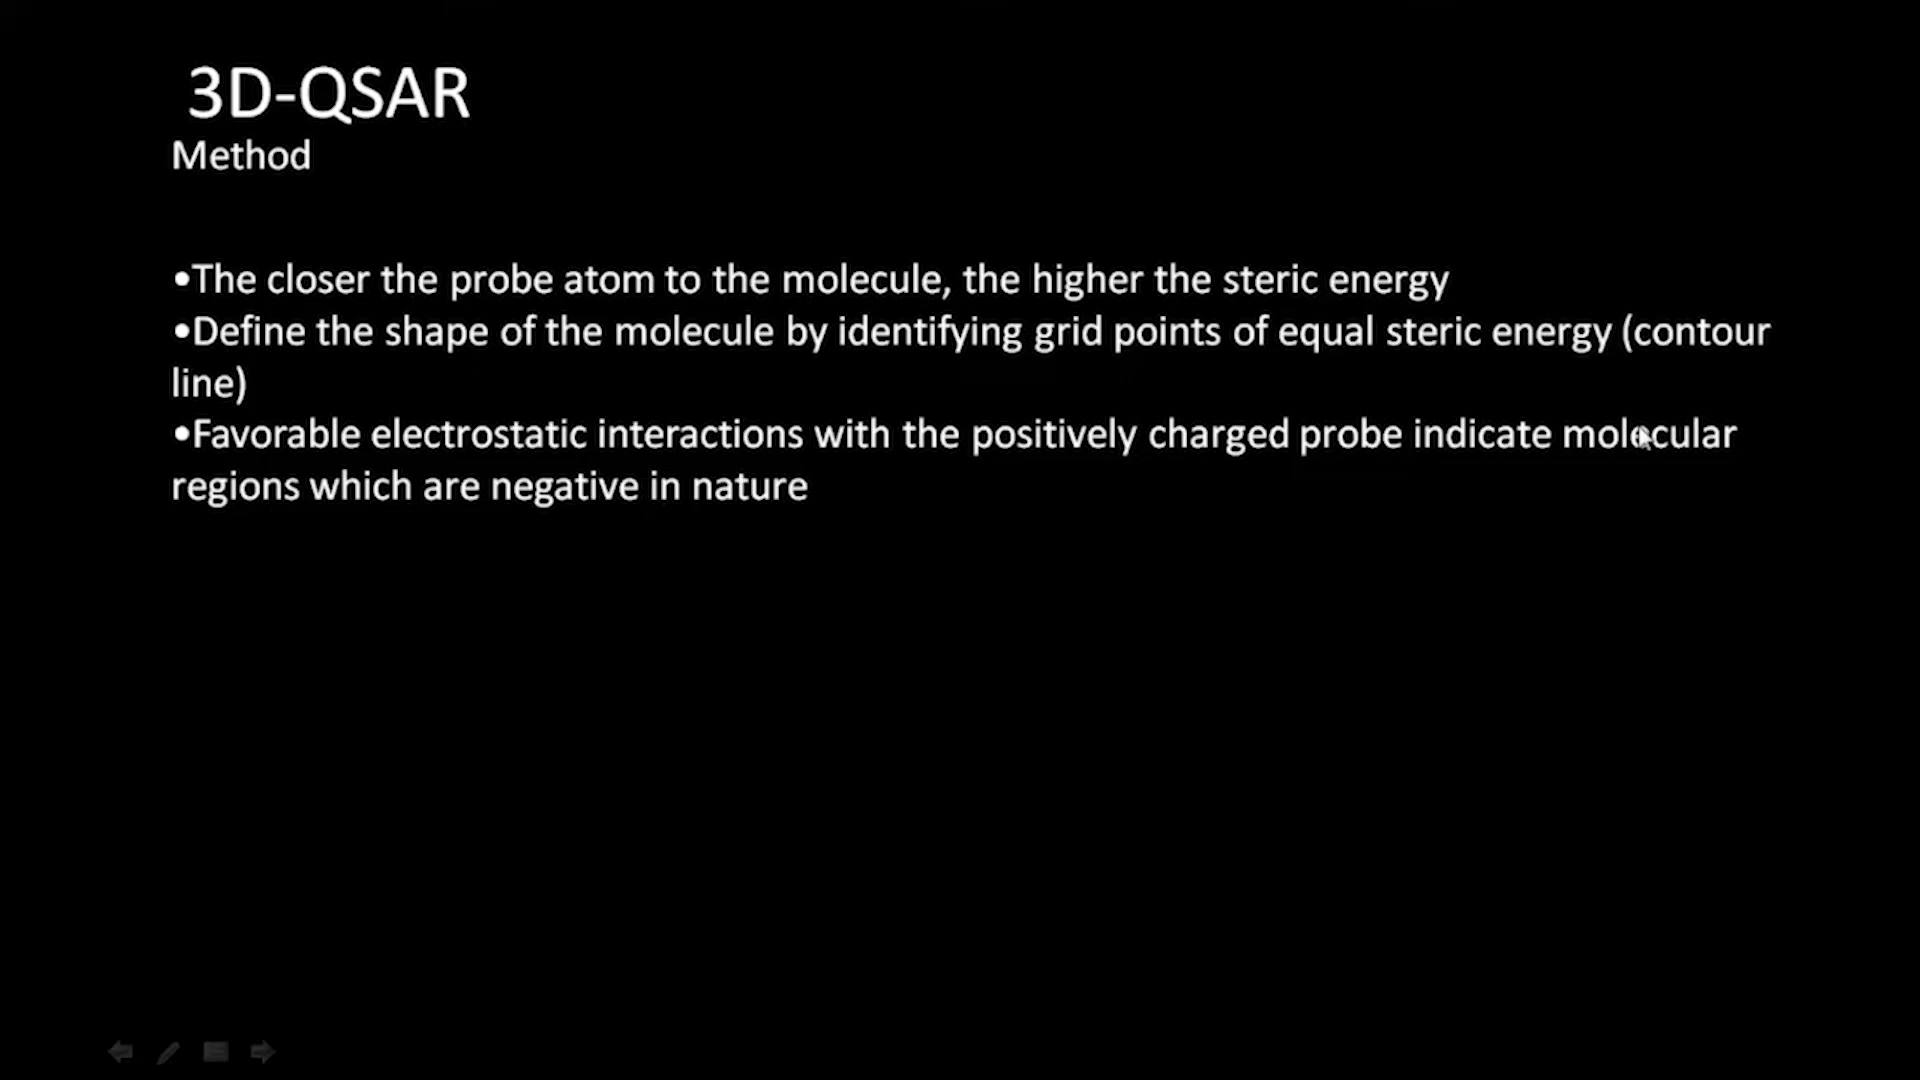 3D-QSAR
Method
•The closer the probe atom to the molecule, the higher the steric energy
•Define the shape of the molecule by identifying grid points of equal steric energy (contour
line)
•Favorable electrostatic interactions with the positively charged probe indicate molecular
regions which are negative in nature